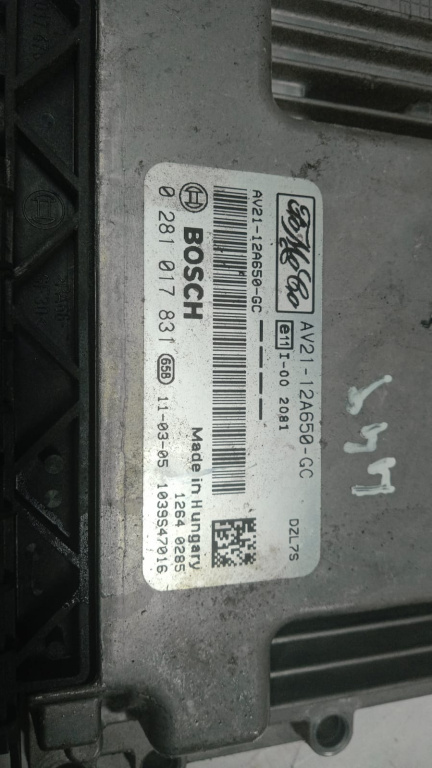 FoMoCo
AV21-12A650-GC
e11 I-00 2081
DZL7S
AV21-12A650-GC
BOSCH
Made in Hungary
1264 0285
0 281 017 831 658 11-03-05 1039S47016